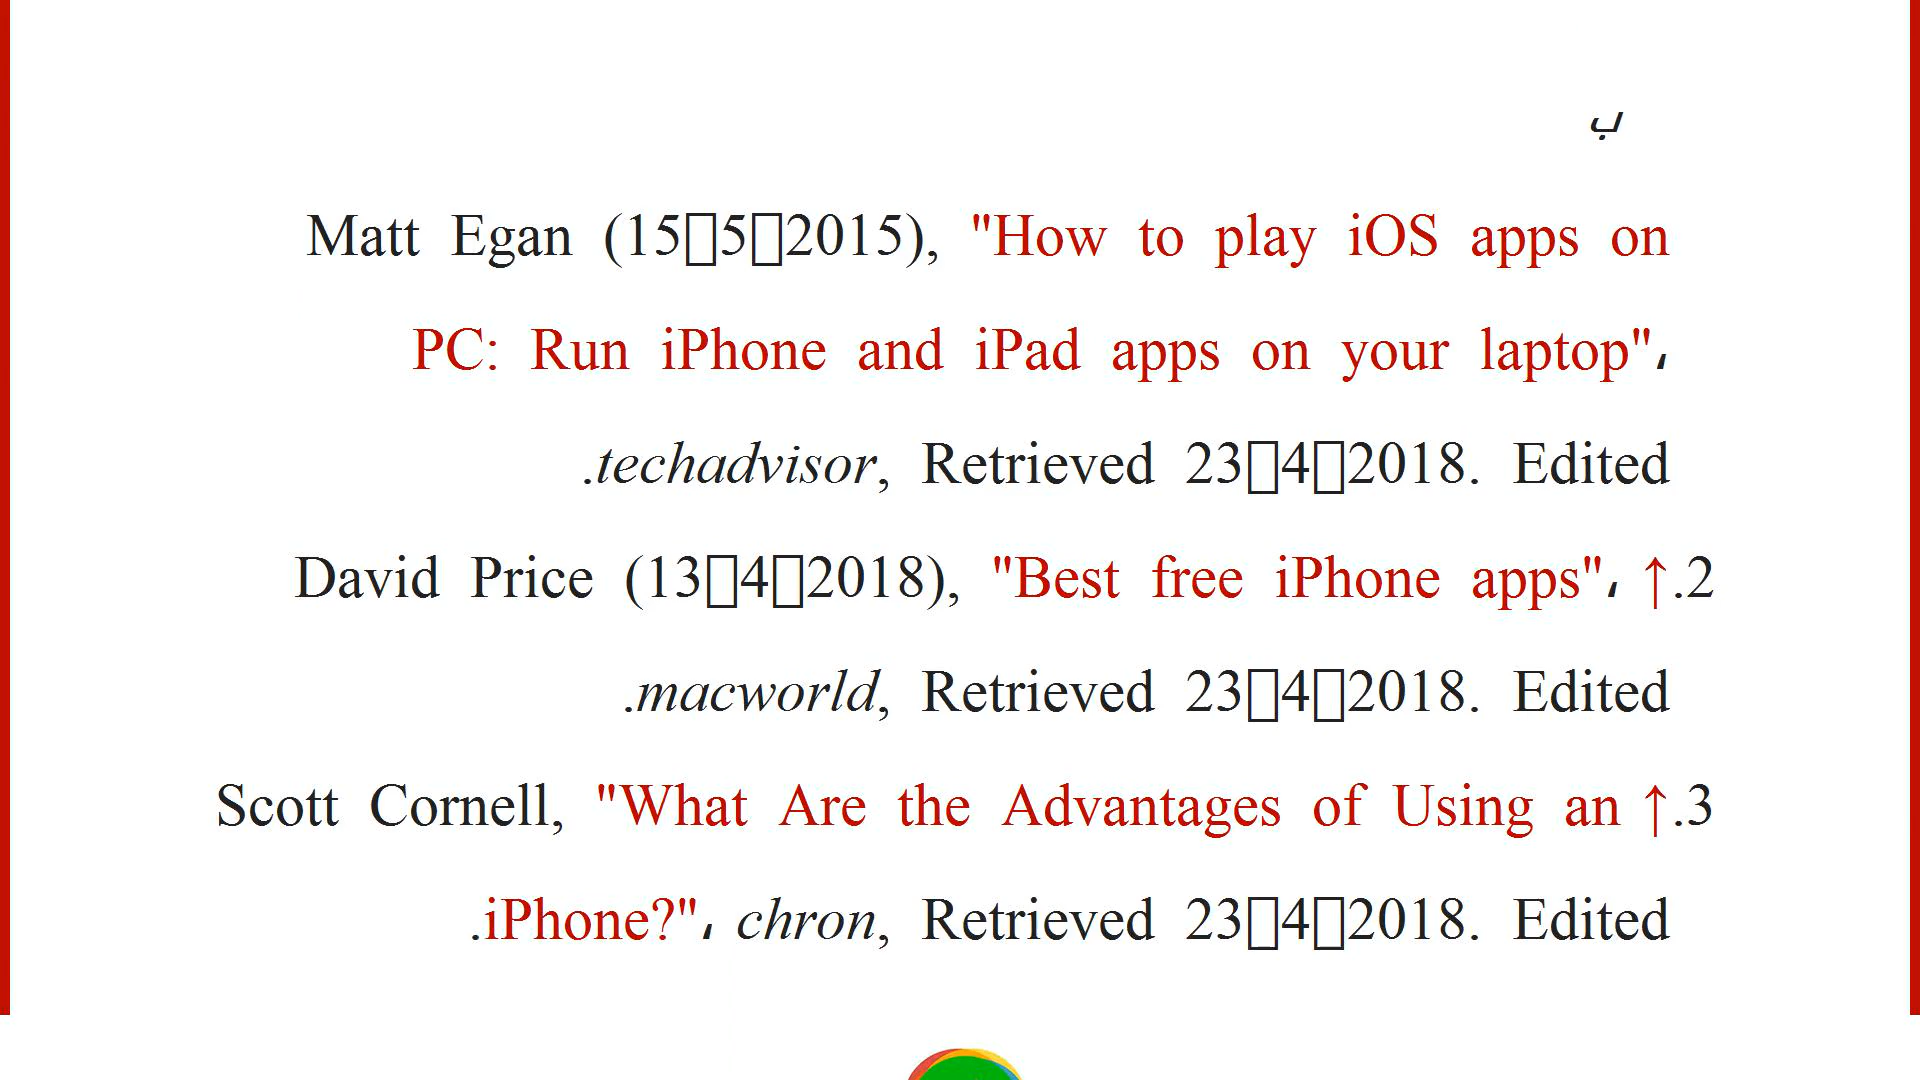 ب
Matt Egan (15▯5▯2015), "How to play iOS apps on
PC: Run iPhone and iPad apps on your laptop"،
.techadvisor, Retrieved 23▯4▯2018. Edited
David Price (13▯4▯2018), "Best free iPhone apps"، ↑.2
.macworld, Retrieved 23▯4▯2018. Edited
Scott Cornell, "What Are the Advantages of Using an ↑.3
.iPhone?"، chron, Retrieved 23▯4▯2018. Edited